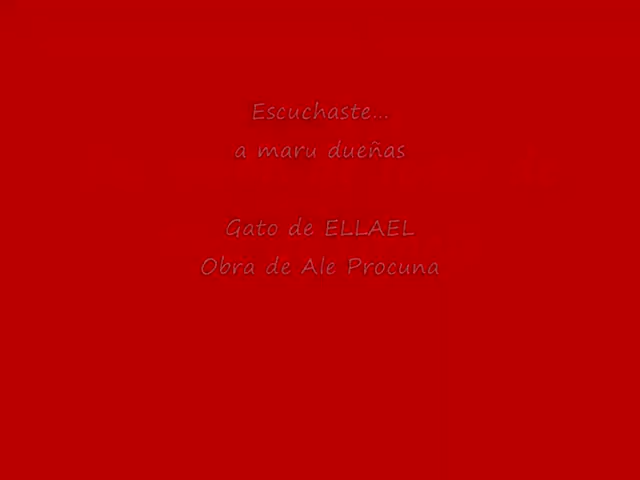 Escuchaste...
a maru dueñas
Gato de ELLAEL
Obra de Ale Procuna